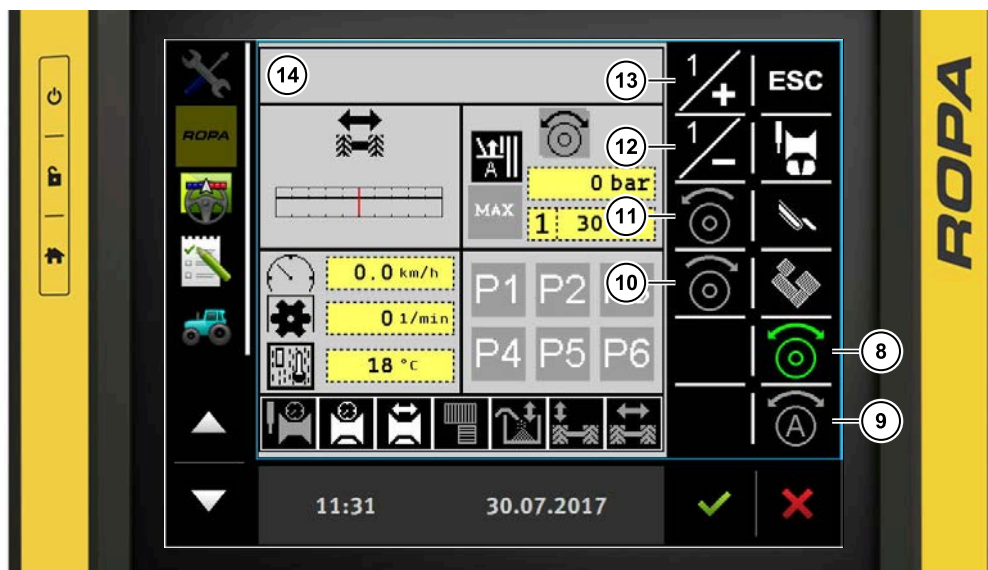 14
13
1/+
ESC
ROPA
12
1/-
A
0 bar
MAX
1 30
11
ROPA
10
0.0 km/h
P1 P2
0 1/min
18 °C
P4 P5 P6
8
A
9
11:31 30.07.2017